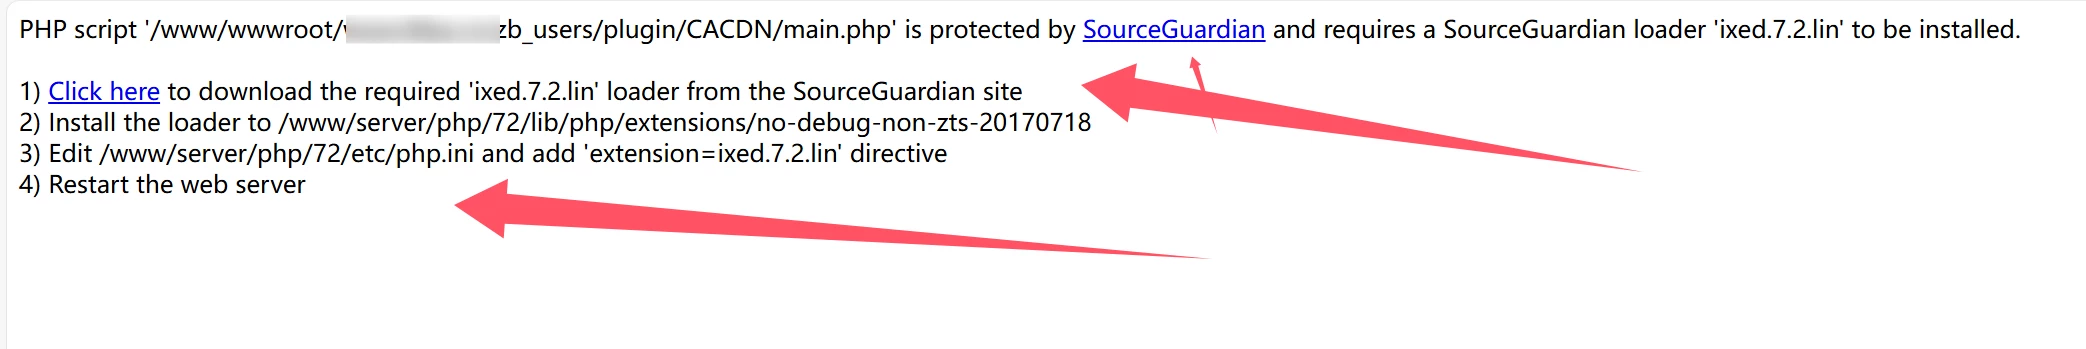 PHP script '/www/wwwroot/ zb_users/plugin/CACDN/main.php' is protected by SourceGuardian and requires a SourceGuardian loader 'ixed.7.2.lin' to be installed.
1) Click here to download the required 'ixed.7.2.lin' loader from the SourceGuardian site
2) Install the loader to /www/server/php/72/lib/php/extensions/no-debug-non-zts-20170718
3) Edit /www/server/php/72/etc/php.ini and add 'extension=ixed.7.2.lin' directive
4) Restart the web server